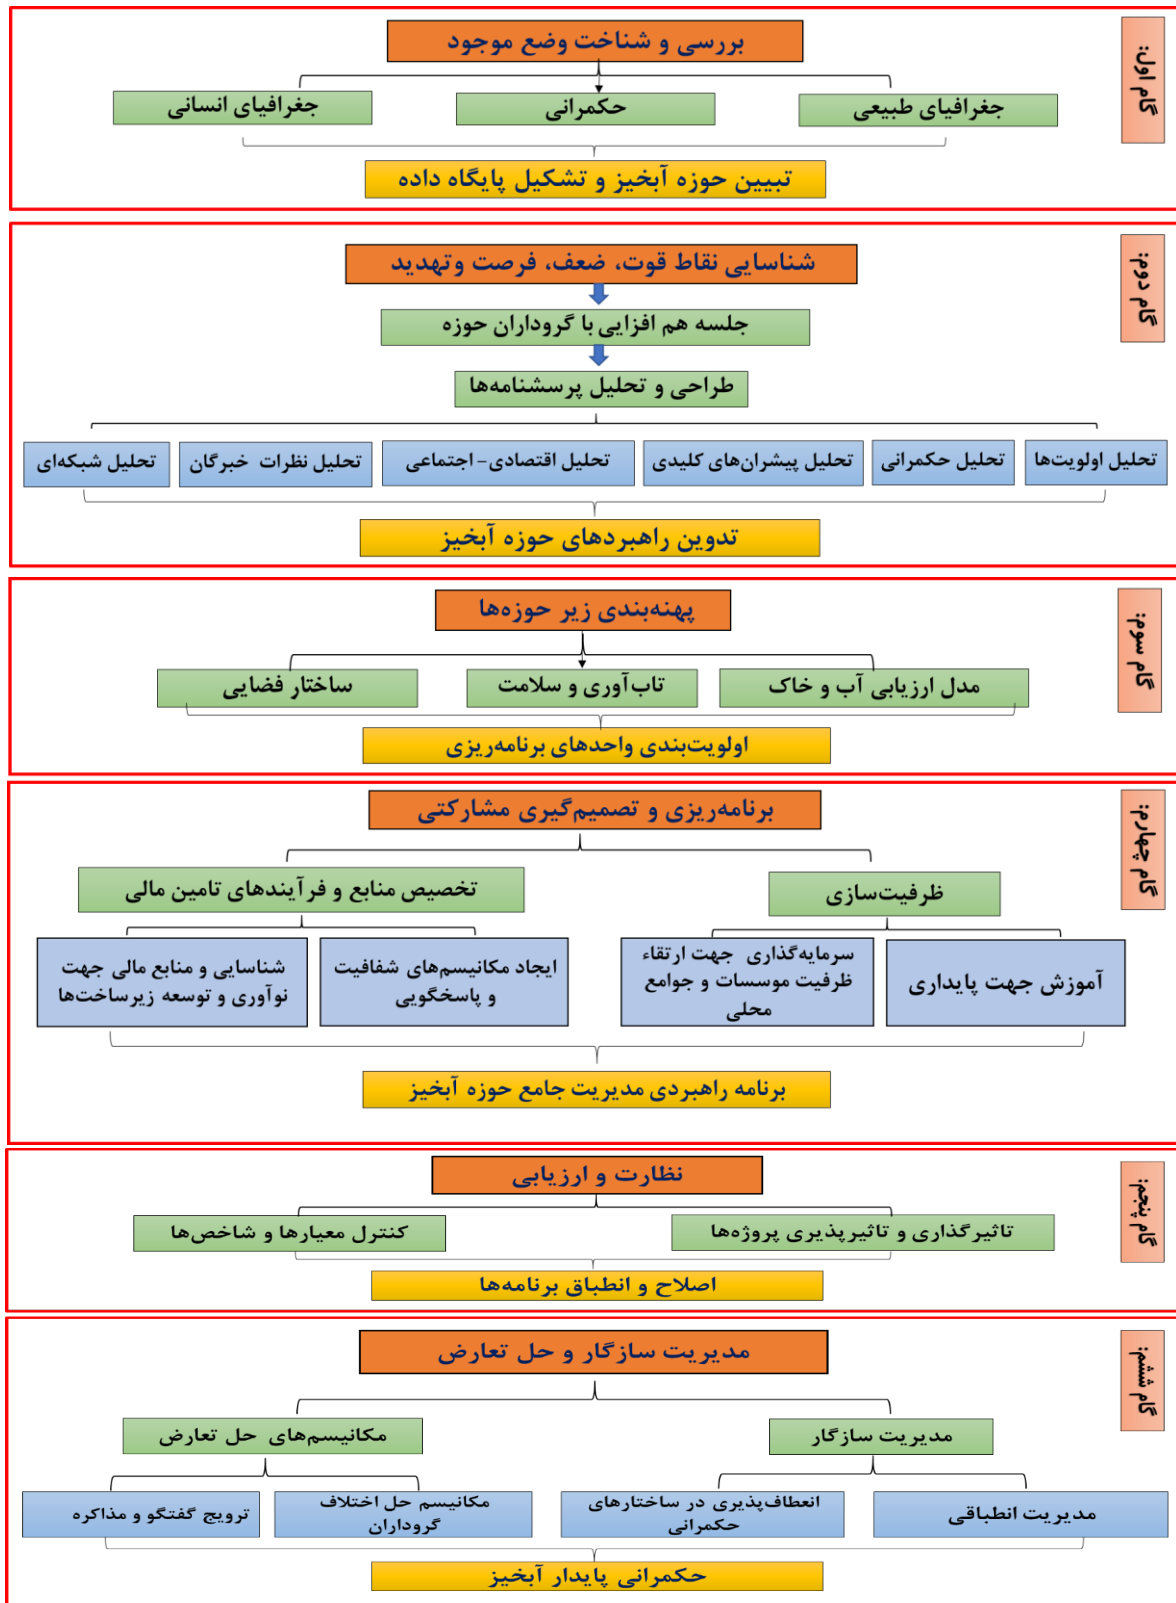 گام اول:
بررسی و شناخت وضع موجود
جغرافیای طبیعی
حکمرانی
جغرافیای انسانی
تبیین حوزه آبخیز و تشکیل پایگاه داده
گام دوم:
شناسایی نقاط قوت، ضعف، فرصت وتهدید
جلسه هم افزایی با گروداران حوزه
طراحی و تحلیل پرسشنامه‌ها
تحلیل اولویت‌ها
تحلیل حکمرانی
تحلیل پیشران‌های کلیدی
تحلیل اقتصادی- اجتماعی
تحلیل نظرات خبرگان
تحلیل شبکه‌ای
تدوین راهبردهای حوزه آبخیز
گام سوم:
پهنه‌بندی زیر حوزه‌ها
مدل ارزیابی آب و خاک
تاب‌آوری و سلامت
ساختار فضایی
اولویت‌بندی واحدهای برنامه‌ریزی
گام چهارم:
برنامه‌ریزی و تصمیم‌گیری مشارکتی
ظرفیت‌سازی
تخصیص منابع و فرآیندهای تامین مالی
آموزش جهت پایداری
سرمایه‌گذاری جهت ارتقاء
ظرفیت موسسات و جوامع
محلی
ایجاد مکانیسم‌های شفافیت
و پاسخگویی
شناسایی و منابع مالی جهت
نوآوری و توسعه زیرساخت‌ها
برنامه راهبردی مدیریت جامع حوزه آبخیز
گام پنجم:
نظارت و ارزیابی
تاثیرگذاری و تاثیرپذیری پروژه‌ها
کنترل معیارها و شاخص‌ها
اصلاح و انطباق برنامه‌ها
گام ششم:
مدیریت سازگار و حل تعارض
مدیریت سازگار
مکانیسم‌های حل تعارض
مدیریت انطباقی
انعطاف‌پذیری در ساختارهای
حکمرانی
مکانیسم حل اختلاف
گروداران
ترویج گفتگو و مذاکره
حکمرانی پایدار آبخیز